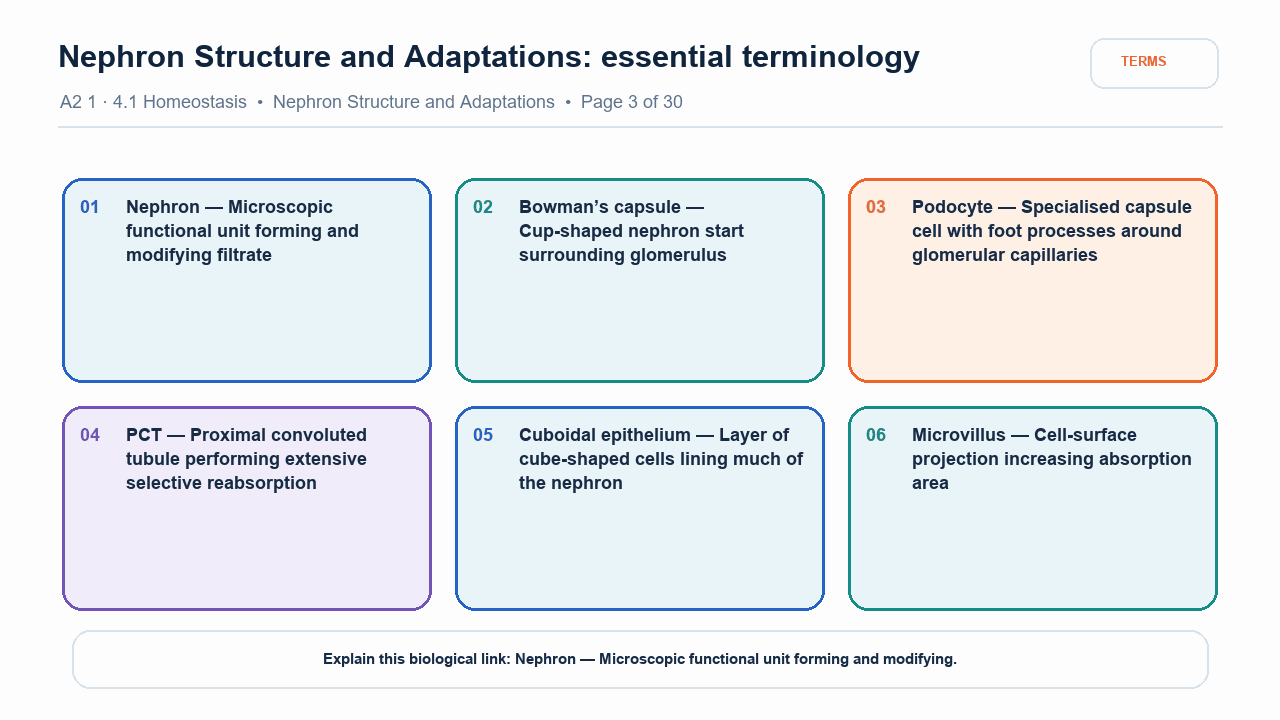 Nephron Structure and Adaptations: essential terminology
TERMS
A2 1 · 4.1 Homeostasis • Nephron Structure and Adaptations • Page 3 of 30
01
Nephron — Microscopic
functional unit forming and
modifying filtrate
02
Bowman’s capsule —
Cup-shaped nephron start
surrounding glomerulus
03
Podocyte — Specialised capsule
cell with foot processes around
glomerular capillaries
04
PCT — Proximal convoluted
tubule performing extensive
selective reabsorption
05
Cuboidal epithelium — Layer of
cube-shaped cells lining much of
the nephron
06
Microvillus — Cell-surface
projection increasing absorption
area
Explain this biological link: Nephron — Microscopic functional unit forming and modifying.